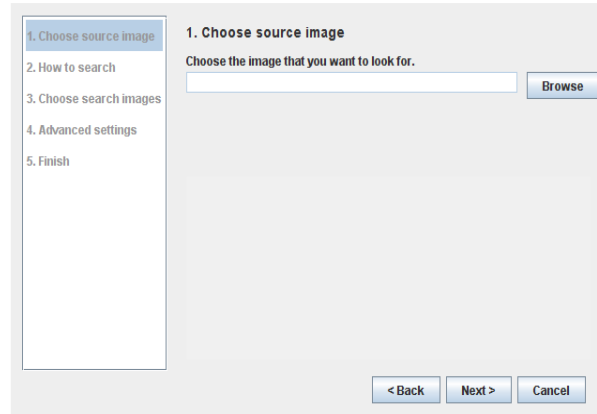 1. Choose source image
2. How to search
3. Choose search images
4. Advanced settings
5. Finish
1. Choose source image
Choose the image that you want to look for.
Browse
< Back
Next >
Cancel